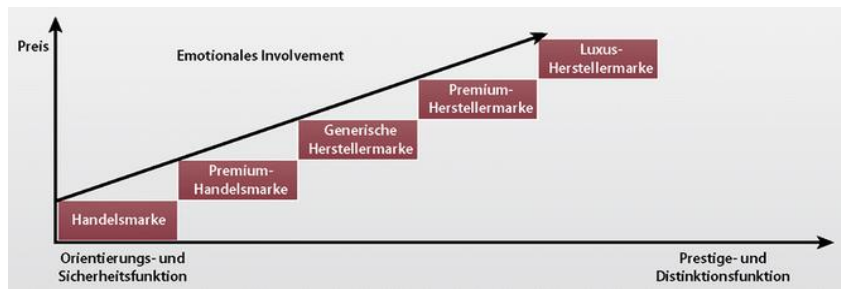 Preis
Emotionales Involvement
Luxus-
Herstellermarke
Premium-
Herstellermarke
Generische
Herstellermarke
Premium-
Handelsmarke
Handelsmarke
Orientierungs- und
Sicherheitsfunktion
Prestige- und
Distinktionsfunktion